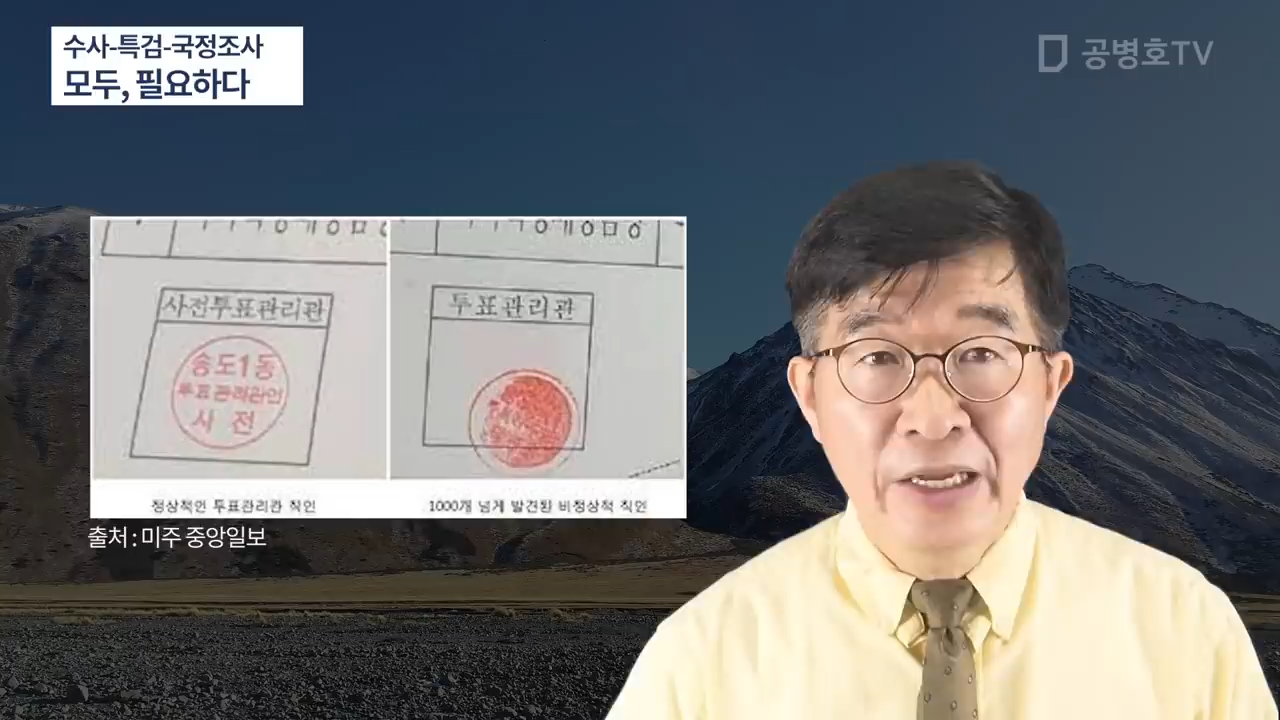 수사-특검-국정조사
모두, 필요하다
공병호TV
사전투표관리관
송도1동
투표관리관인
사 전
투표관리관
정상적인 투표관리관 직인
1000개 넘게 발견된 비정상적 직인
출처 : 미주 중앙일보